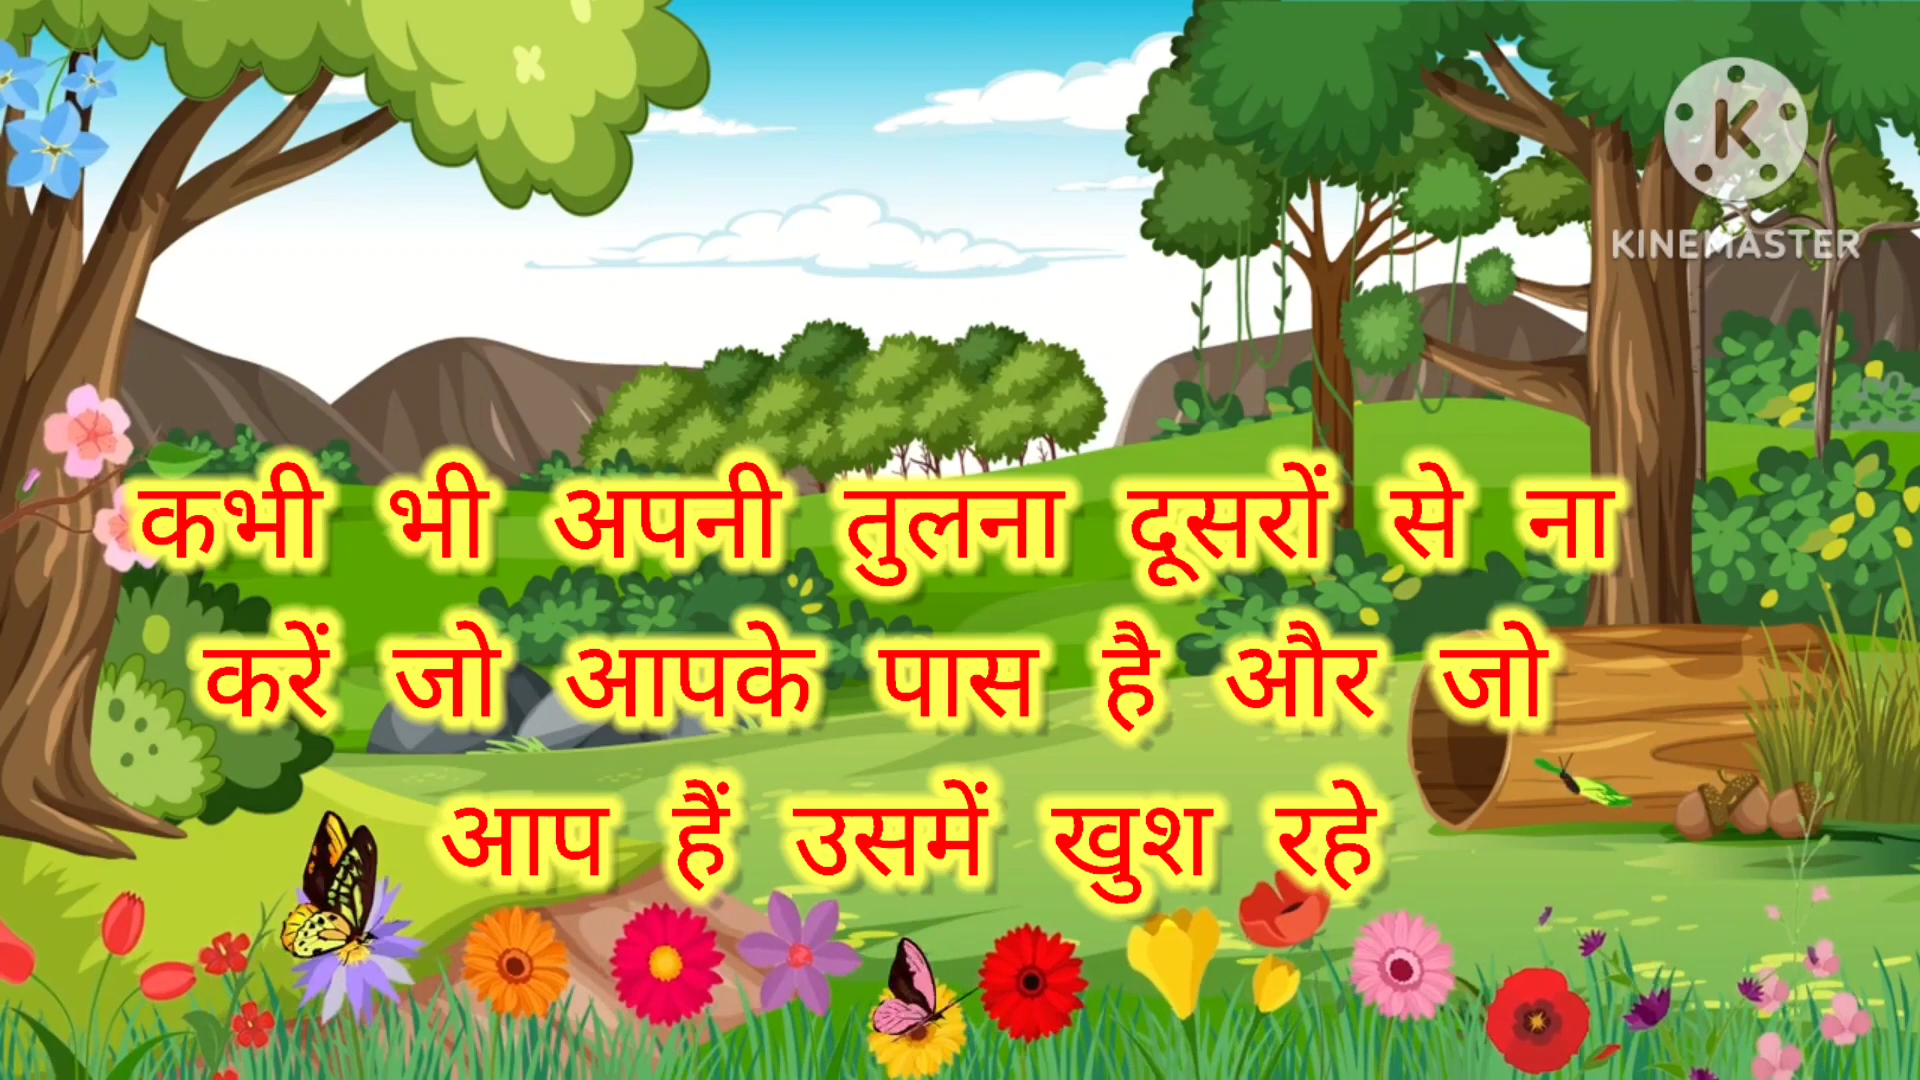 KINEMASTER
कभी भी अपनी तुलना दूसरों से ना
करें जो आपके पास है और जो
आप हैं उसमें खुश रहे